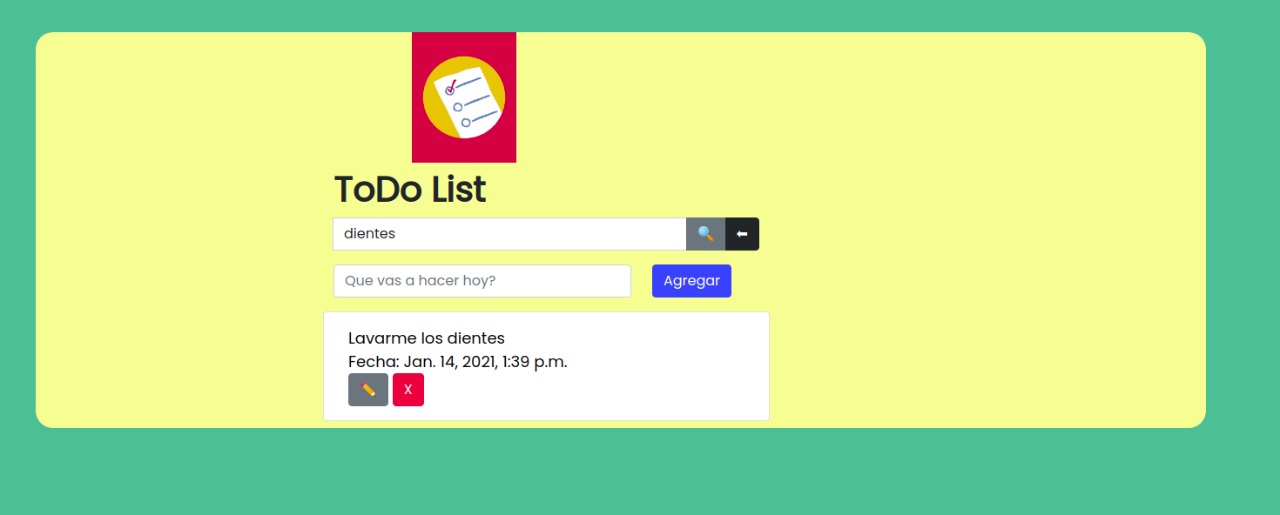 ToDo List
dientes
Que vas a hacer hoy?
Agregar
Lavarme los dientes
Fecha: Jan. 14, 2021, 1:39 p.m.
X